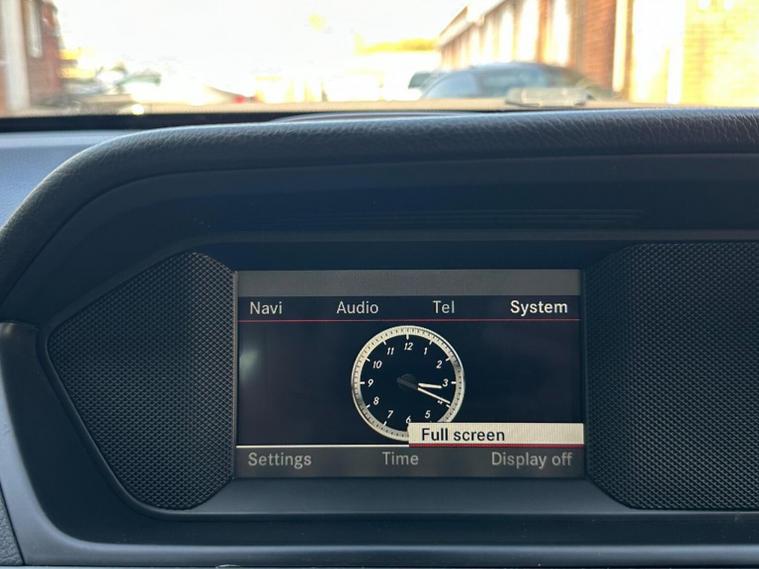 Navi Audio Tel System
12
11 1
10 2
9 3
8 4
7 5
6
Full screen
Settings Time Display off